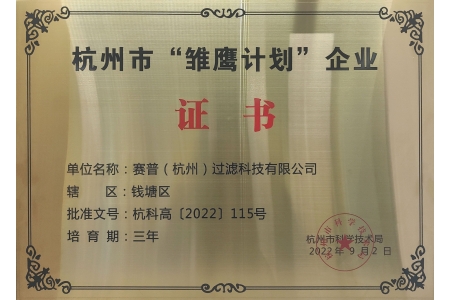 杭州市“雏鹰计划”企业
证书
单位名称：赛普（杭州）过滤科技有限公司
辖 区：钱塘区
批准文号：杭科高〔2022〕115号
培 育 期：三年
杭州市科学技术局
2022年9月2日